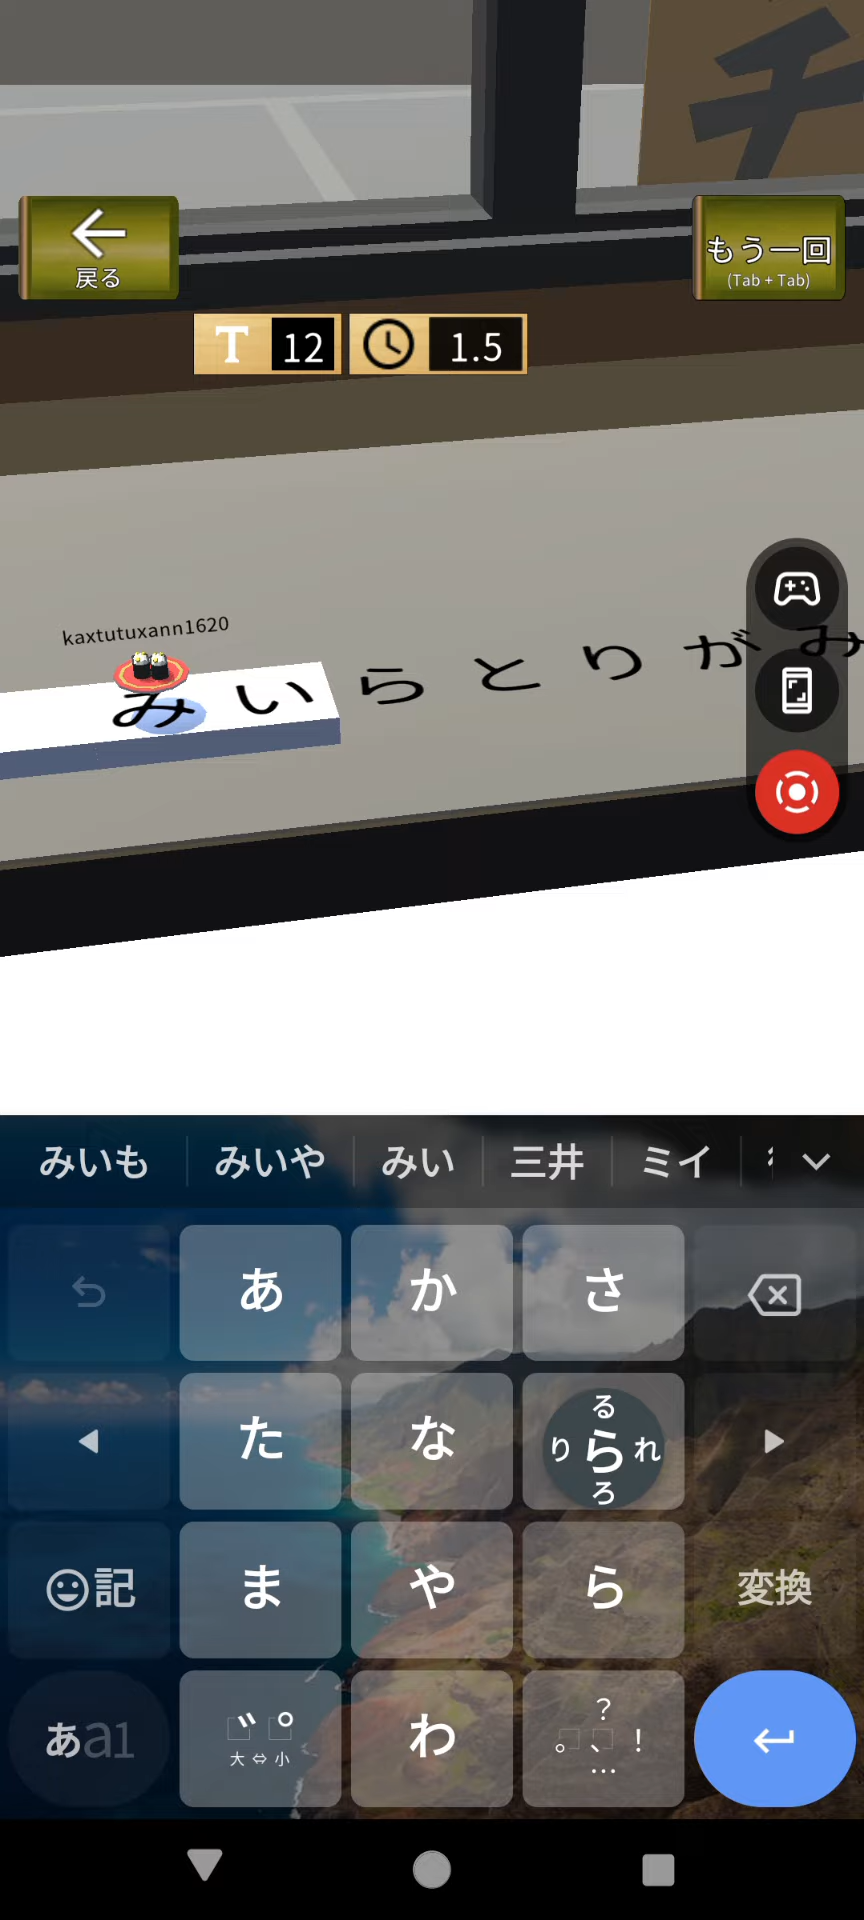 チ
戻る
もう一回
(Tab + Tab)
T 12 1.5
kaxtutuxann1620
みいらとりがみ
みいも みいや みい 三井 ミイ
あ か さ
た な る り ら れ ろ
記 ま や ら 変換
あa1 大⇔小 わ 。、?!…